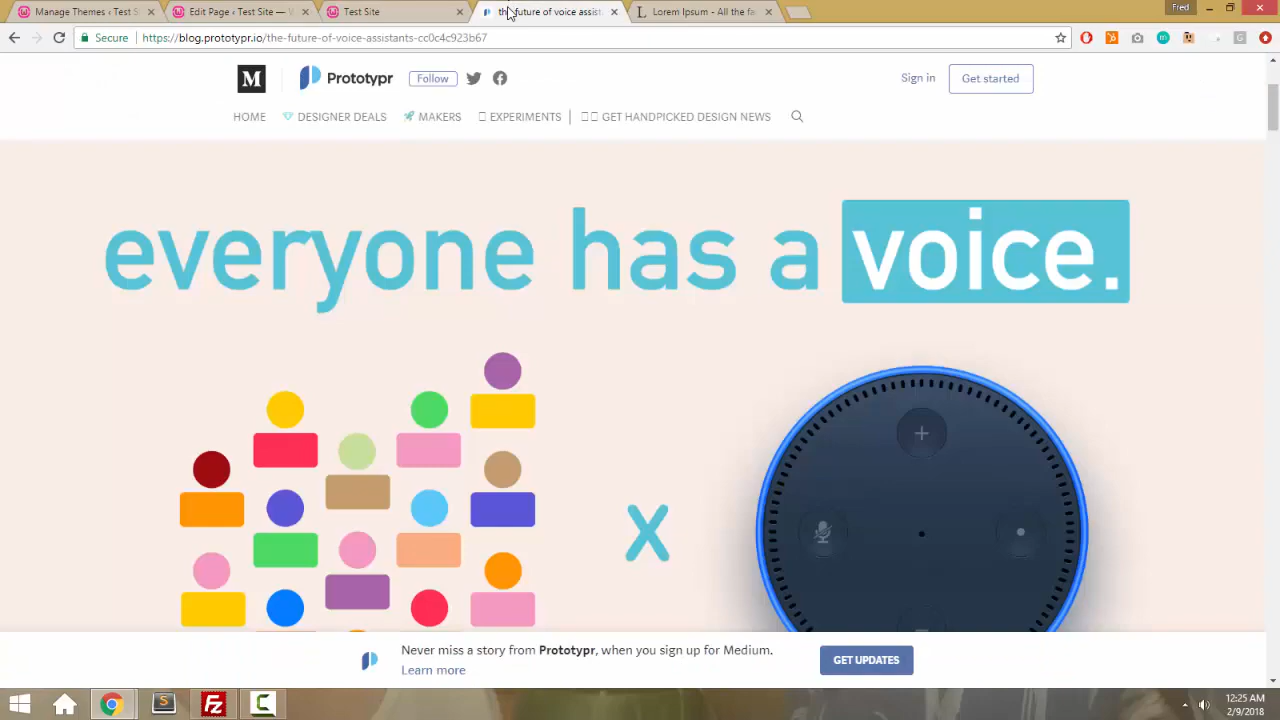 Manage Themes ‹ Test S
Edit Page ‹ Test Site — W
Test Site
the future of voice assist
Lorem Ipsum - All the fa
Fred
Secure
https://blog.prototypr.io/the-future-of-voice-assistants-cc0c4c923b67
M
Prototypr
Follow
Sign in
Get started
HOME
DESIGNER DEALS
MAKERS
EXPERIMENTS
GET HANDPICKED DESIGN NEWS
everyone has a voice.
x
Never miss a story from Prototypr, when you sign up for Medium.
Learn more
GET UPDATES
12:25 AM
2/9/2018